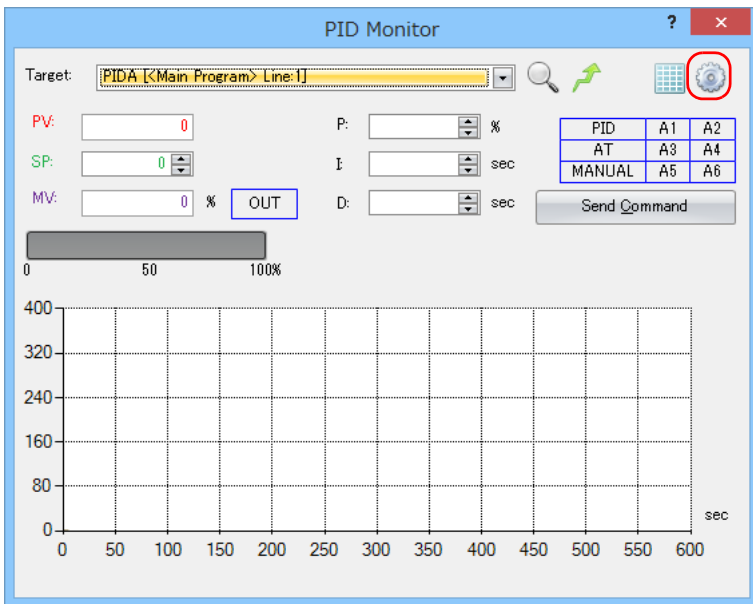 PID Monitor ?
Target: PIDA [<Main Program> Line:1]
PV: 0 P: % PID A1 A2
SP: 0 I: sec AT A3 A4
MANUAL A5 A6
MV: 0 % OUT D: sec Send Command
0 50 100%
400
320
240
160
80
0
sec
0 50 100 150 200 250 300 350 400 450 500 550 600